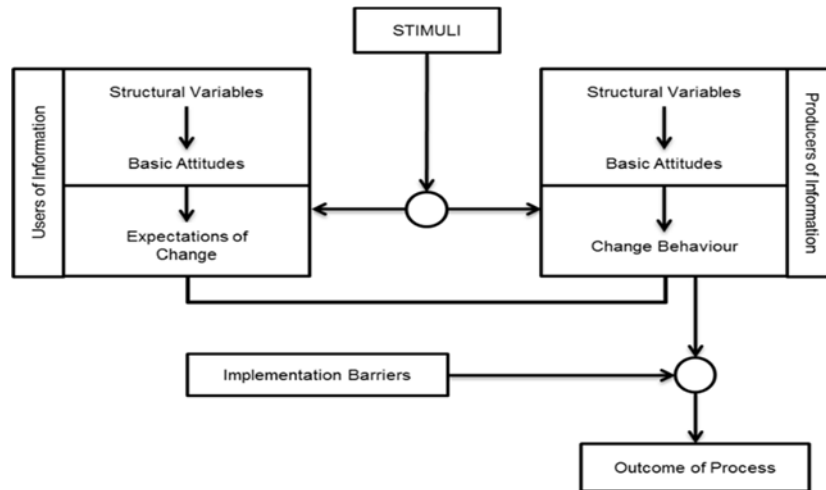 STIMULI
Users of Information
Structural Variables
Basic Attitudes
Expectations of
Change
Structural Variables
Basic Attitudes
Change Behaviour
Producers of Information
Implementation Barriers
Outcome of Process